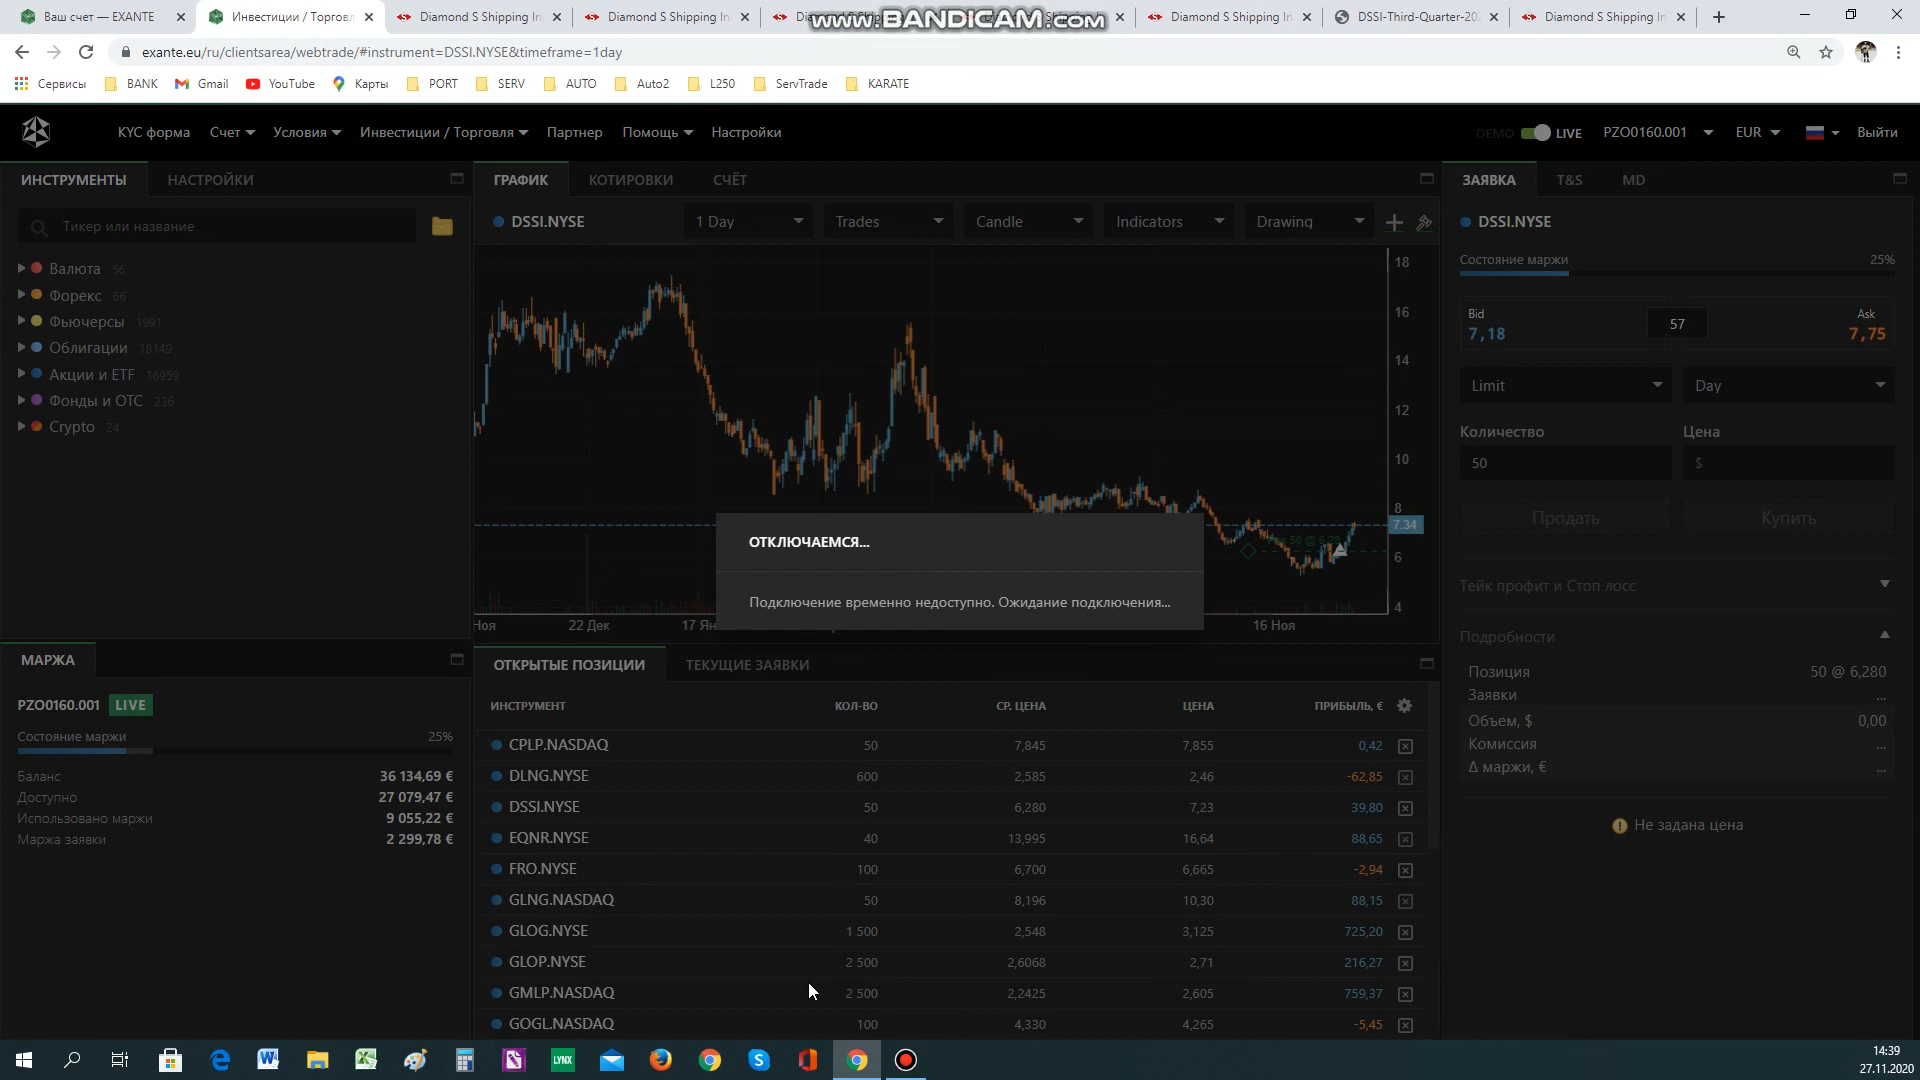 Ваш счет — EXANTE
Инвестиции / Торговл
Diamond S Shipping In
Diamond S Shipping In
Diamond S Shipping In
DSSI-Third-Quarter-20
Diamond S Shipping In
www.BANDICAM.com
exante.eu/ru/clientsarea/webtrade/#instrument=DSSI.NYSE&timeframe=1day
Сервисы BANK Gmail YouTube Карты PORT SERV AUTO Auto2 L250 ServTrade KARATE
KYC форма Счет Условия Инвестиции / Торговля Партнер Помощь Настройки
DEMO LIVE PZO0160.001 EUR Выйти
ИНСТРУМЕНТЫ НАСТРОЙКИ
Тикер или название
Валюта 56
Форекс 66
Фьючерсы 1991
Облигации 18149
Акции и ETF 16959
Фонды и ОТС 236
Crypto 24
ГРАФИК КОТИРОВКИ СЧЁТ
DSSI.NYSE 1 Day Trades Candle Indicators Drawing
18
16
14
12
10
8
7.34
6
4
Ноя 22 Дек 17 Ян 16 Ноя
ОТКЛЮЧАЕМСЯ...
Подключение временно недоступно. Ожидание подключения...
ЗАЯВКА T&S MD
DSSI.NYSE
Состояние маржи 25%
Bid Ask
7,18 57 7,75
Limit Day
Количество Цена
50 $
Продать Купить
Тейк профит и Стоп лосс
Подробности
Позиция 50 @ 6,280
Заявки ...
Объем, $ 0,00
Комиссия ...
Δ маржи, € ...
Не задана цена
МАРЖА
PZO0160.001 LIVE
Состояние маржи 25%
Баланс 36 134,69 €
Доступно 27 079,47 €
Использовано маржи 9 055,22 €
Маржа заявки 2 299,78 €
ОТКРЫТЫЕ ПОЗИЦИИ ТЕКУЩИЕ ЗАЯВКИ
ИНСТРУМЕНТ КОЛ-ВО СР. ЦЕНА ЦЕНА ПРИБЫЛЬ, €
CPLP.NASDAQ 50 7,845 7,855 0,42
DLNG.NYSE 600 2,585 2,46 -62,85
DSSI.NYSE 50 6,280 7,23 39,80
EQNR.NYSE 40 13,995 16,64 88,65
FRO.NYSE 100 6,700 6,665 -2,94
GLNG.NASDAQ 50 8,196 10,30 88,15
GLOG.NYSE 1 500 2,548 3,125 725,20
GLOP.NYSE 2 500 2,6068 2,71 216,27
GMLP.NASDAQ 2 500 2,2425 2,605 759,37
GOGL.NASDAQ 100 4,330 4,265 -5,45
LYNX
14:39
27.11.2020